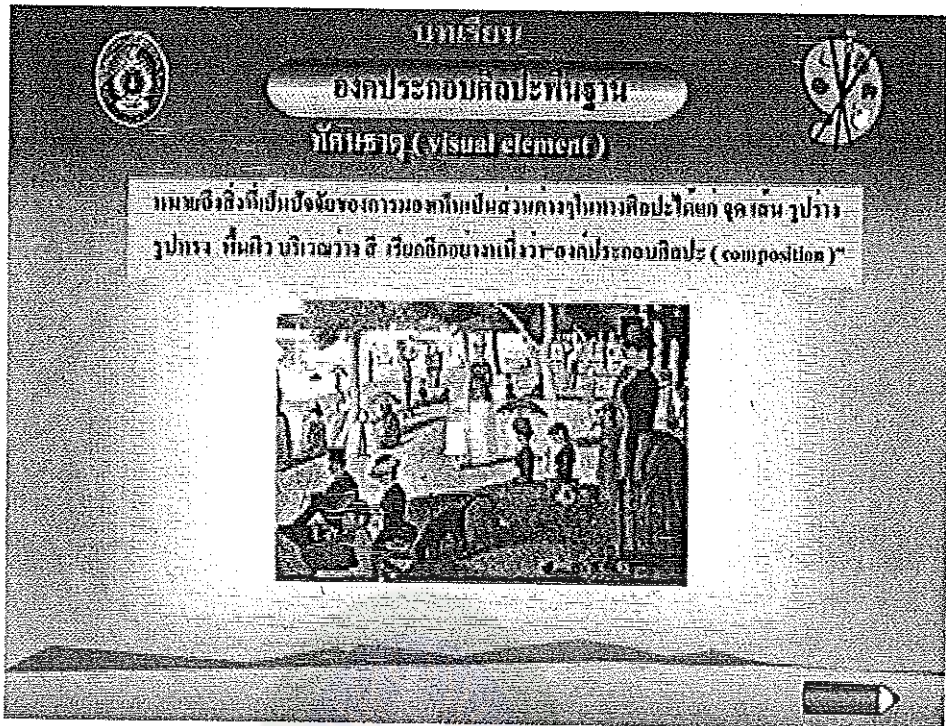 บทเรียน
องค์ประกอบศิลปะพื้นฐาน
ทัศนธาตุ ( visual element )
หมายถึงสิ่งที่เป็นปัจจัยของการมองเห็นเป็นส่วนต่างๆในทางศิลปะได้แก่ จุด เส้น รูปร่าง
รูปทรง พื้นผิว บริเวณว่าง สี เรียกอีกอย่างหนึ่งว่า"องค์ประกอบศิลปะ ( composition )"